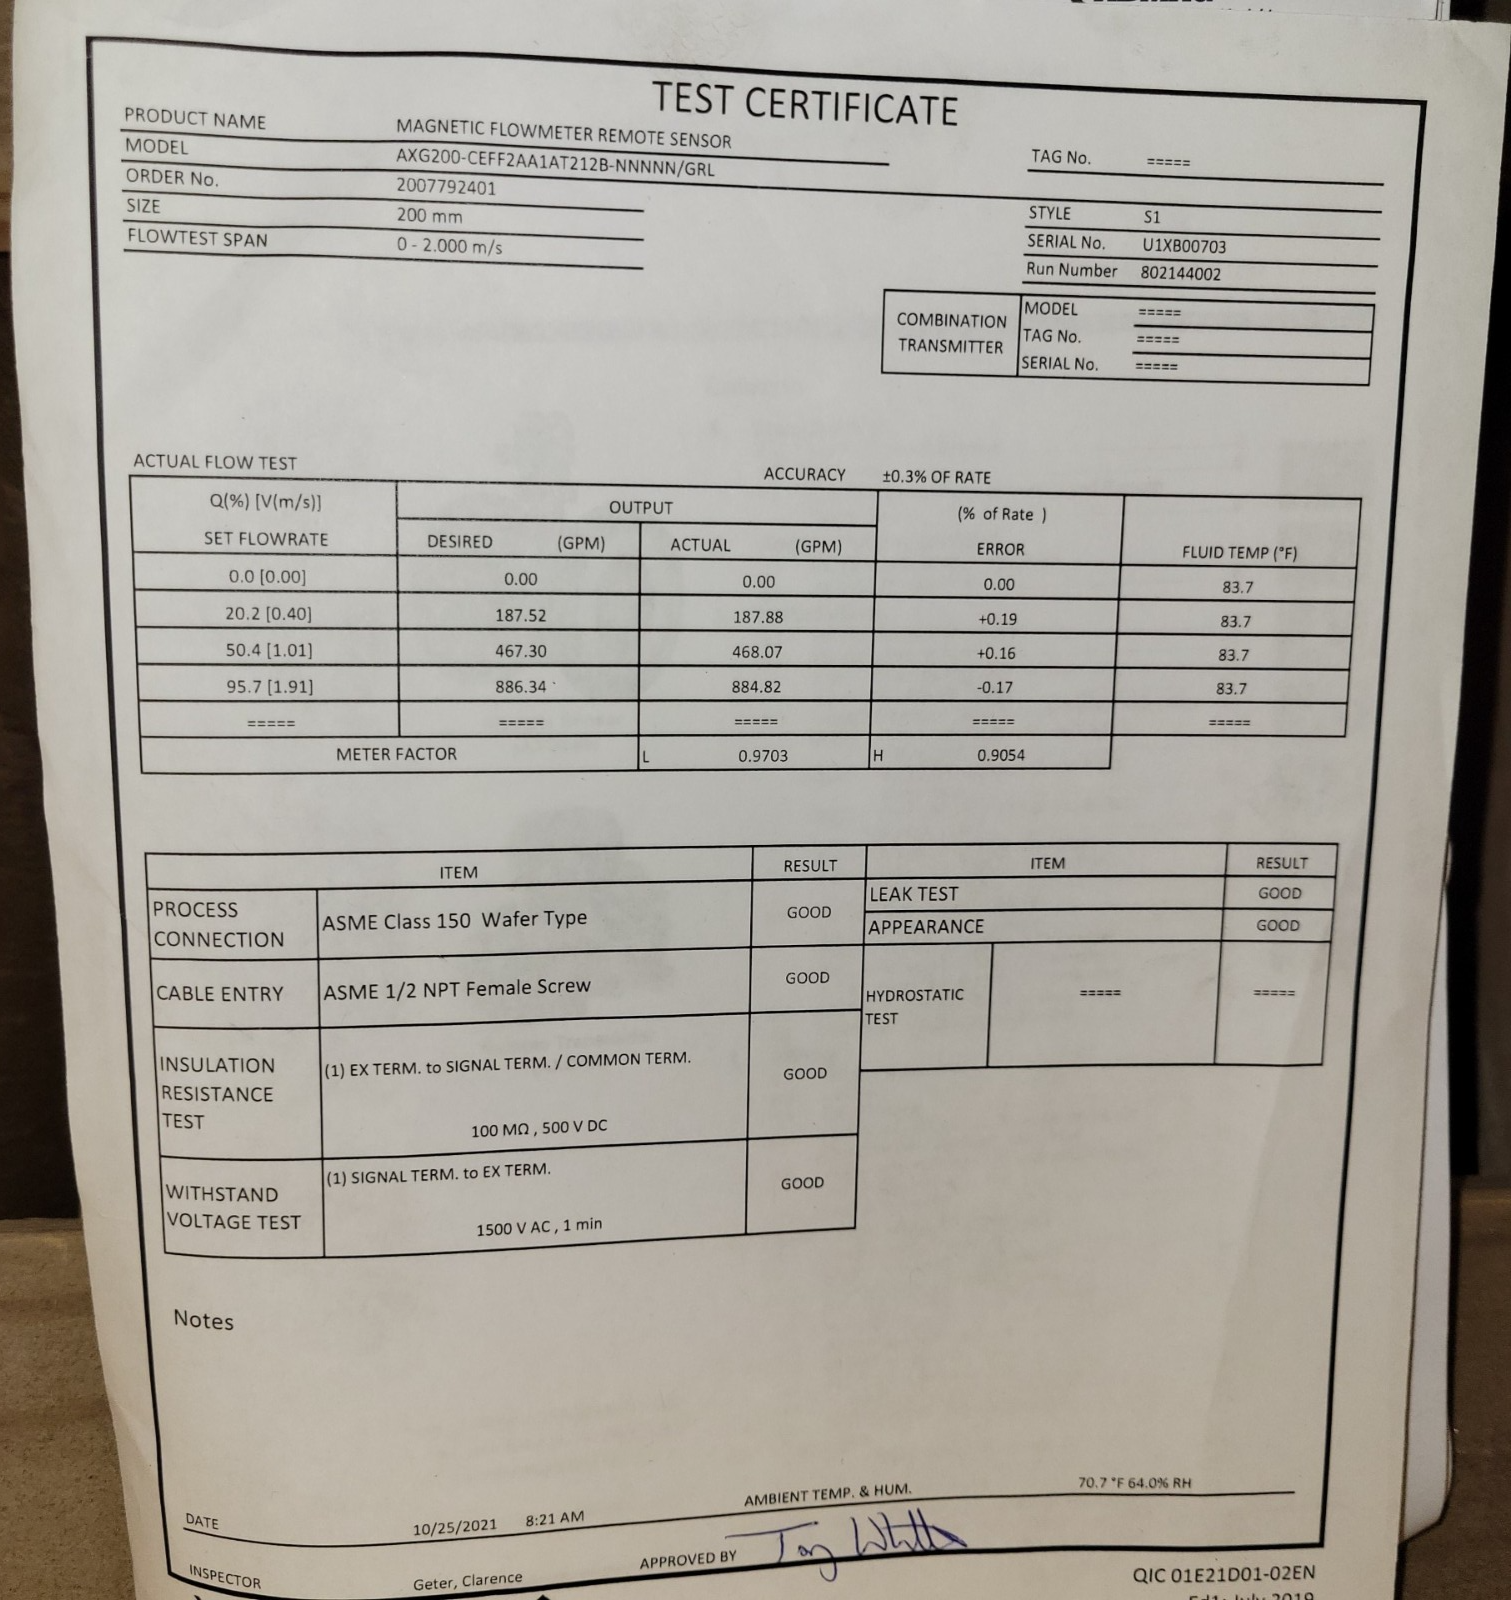 TEST CERTIFICATE
PRODUCT NAME MAGNETIC FLOWMETER REMOTE SENSOR
MODEL AXG200-CEFF2AA1AT212B-NNNNN/GRL
TAG No. =====
ORDER No. 2007792401
SIZE 200 mm
STYLE S1
FLOWTEST SPAN 0 - 2.000 m/s
SERIAL No. U1XB00703
Run Number 802144002
COMBINATION TRANSMITTER
MODEL =====
TAG No. =====
SERIAL No. =====
ACTUAL FLOW TEST
ACCURACY ±0.3% OF RATE
Q(%) [V(m/s)] OUTPUT (% of Rate )
SET FLOWRATE DESIRED (GPM) ACTUAL (GPM) ERROR FLUID TEMP (°F)
0.0 [0.00] 0.00 0.00 0.00 83.7
20.2 [0.40] 187.52 187.88 +0.19 83.7
50.4 [1.01] 467.30 468.07 +0.16 83.7
95.7 [1.91] 886.34 884.82 -0.17 83.7
===== ===== ===== ===== =====
METER FACTOR L 0.9703 H 0.9054
ITEM RESULT ITEM RESULT
PROCESS CONNECTION ASME Class 150 Wafer Type GOOD
LEAK TEST GOOD
APPEARANCE GOOD
CABLE ENTRY ASME 1/2 NPT Female Screw GOOD
HYDROSTATIC TEST ===== =====
INSULATION RESISTANCE TEST
(1) EX TERM. to SIGNAL TERM. / COMMON TERM. GOOD
100 MΩ , 500 V DC
WITHSTAND VOLTAGE TEST
(1) SIGNAL TERM. to EX TERM. GOOD
1500 V AC , 1 min
Notes
DATE 10/25/2021 8:21 AM AMBIENT TEMP. & HUM. 70.7 °F 64.0% RH
INSPECTOR Geter, Clarence APPROVED BY
QIC 01E21D01-02EN